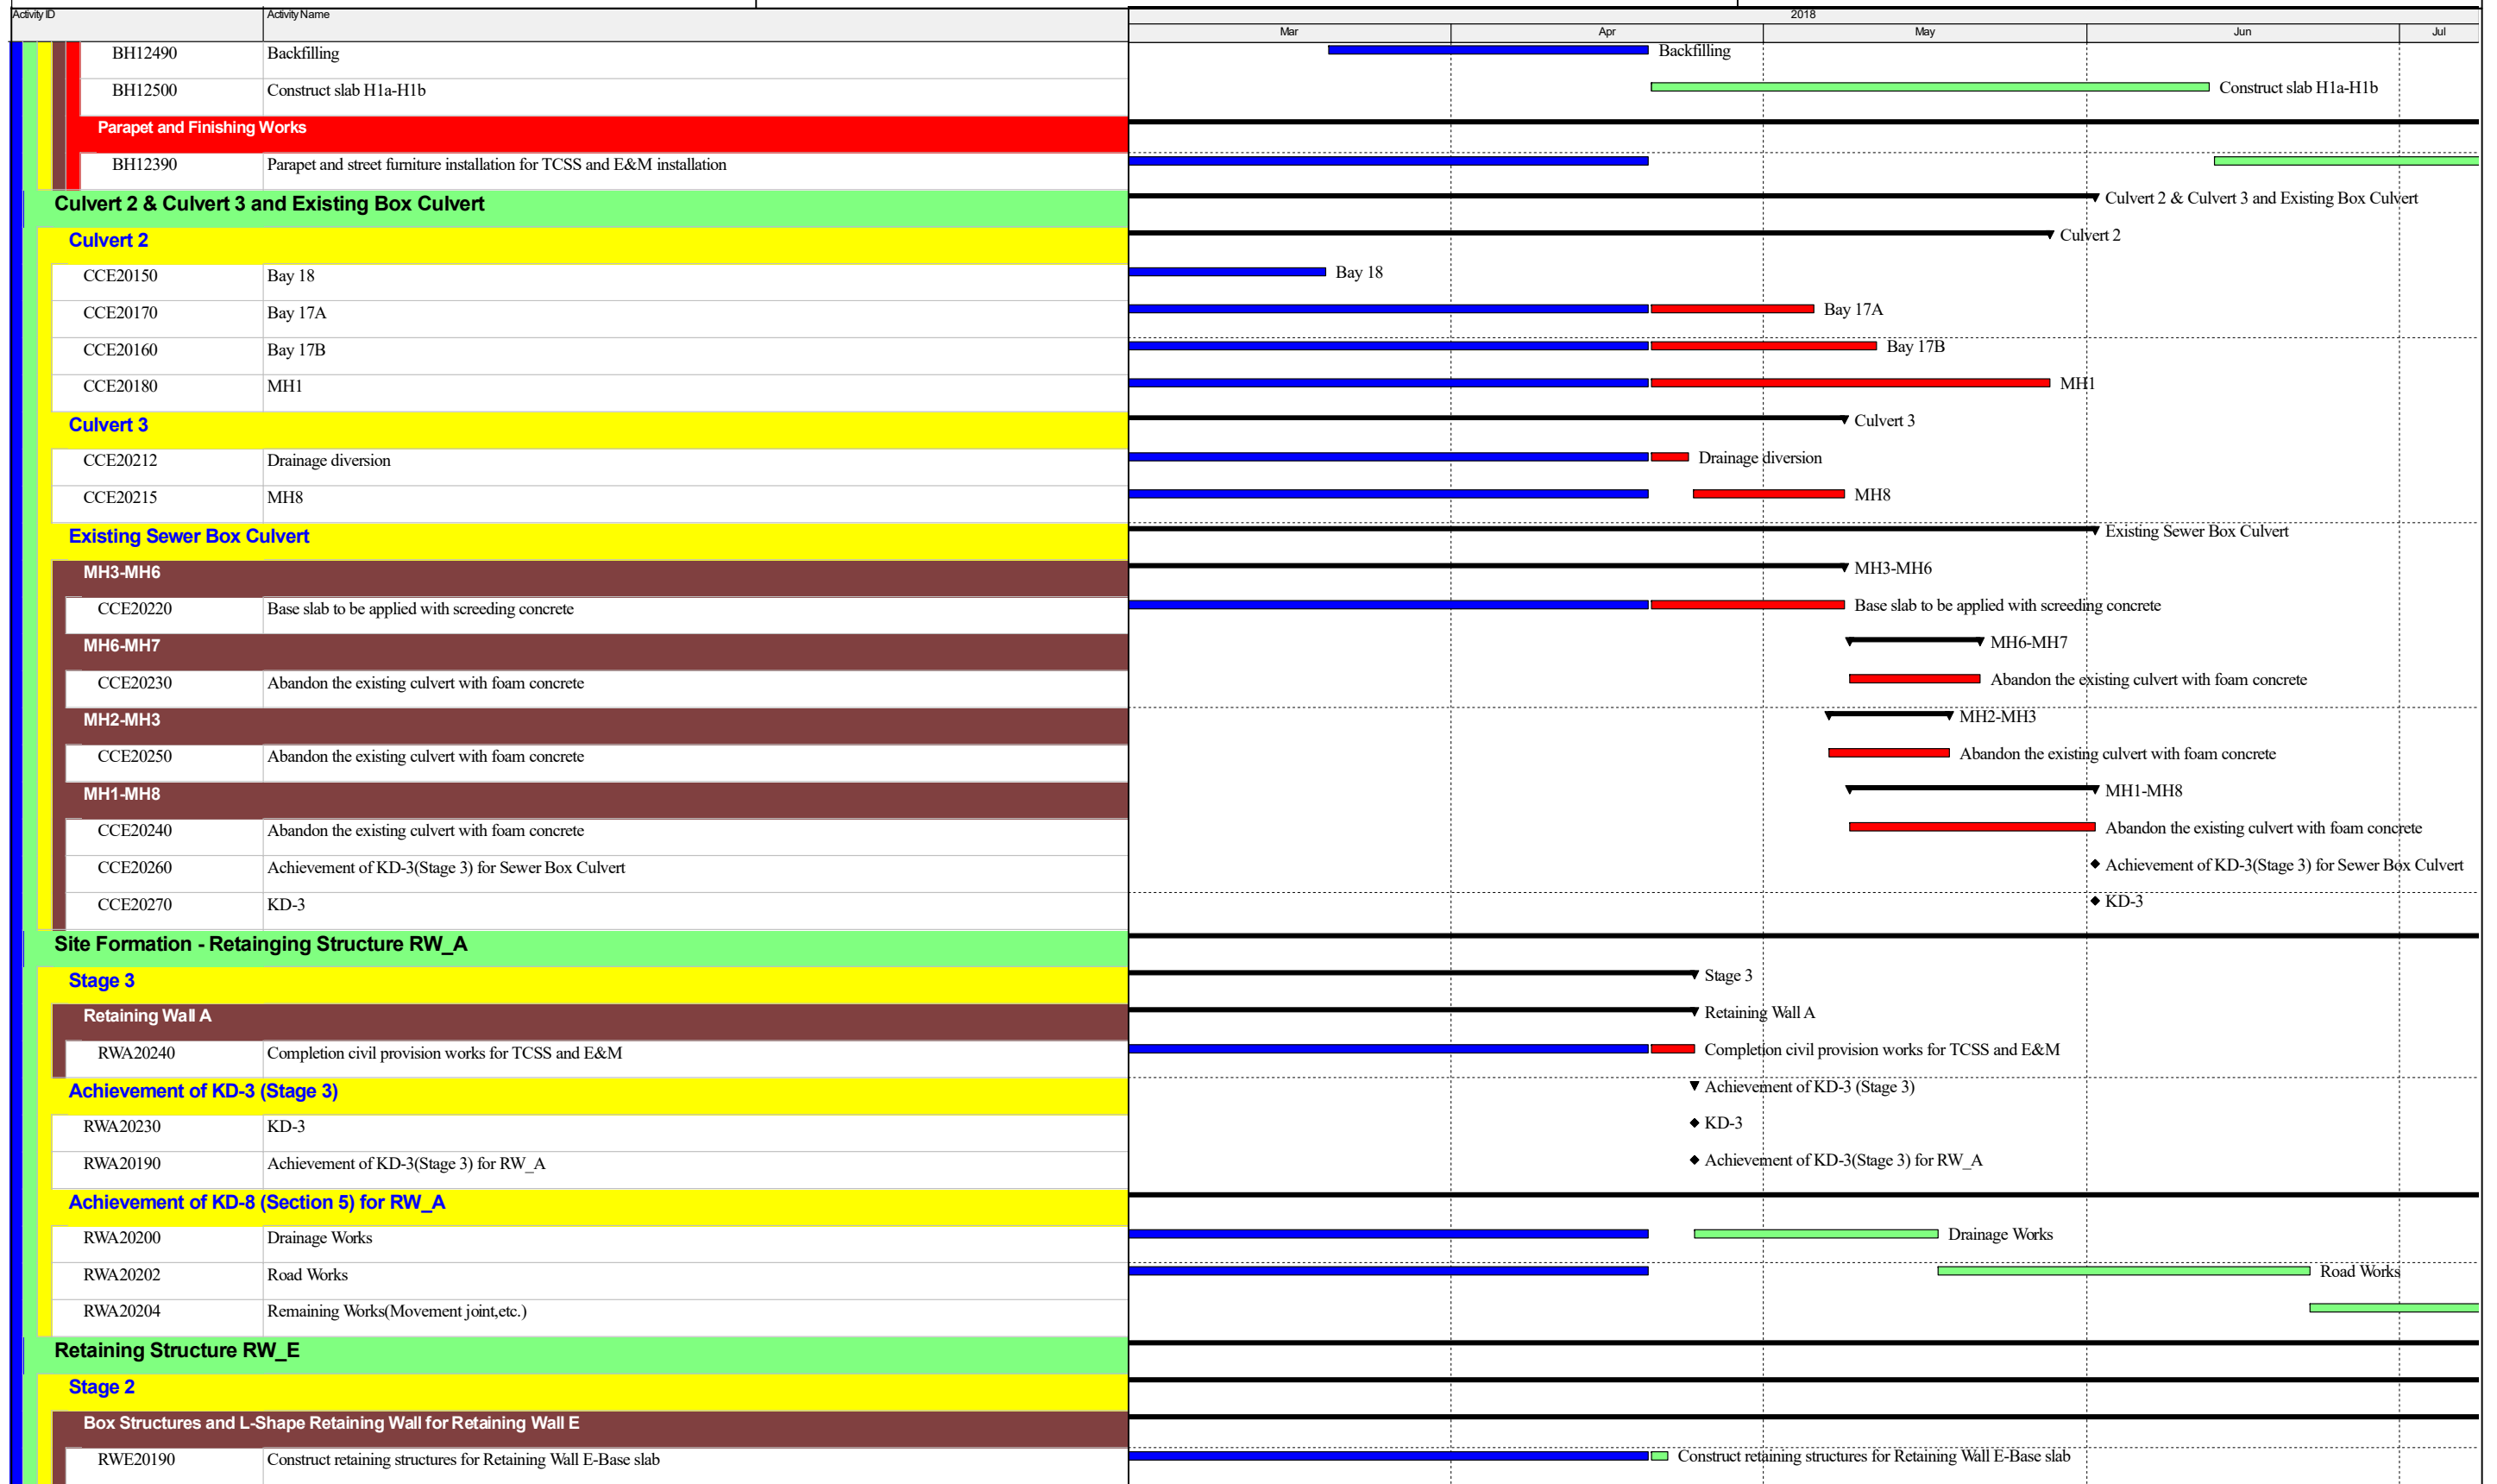 Activity ID Activity Name 2018
Mar Apr May Jun Jul
BH12490 Backfilling Backfilling
BH12500 Construct slab H1a-H1b Construct slab H1a-H1b
Parapet and Finishing Works
BH12390 Parapet and street furniture installation for TCSS and E&M installation
Culvert 2 & Culvert 3 and Existing Box Culvert Culvert 2 & Culvert 3 and Existing Box Culvert
Culvert 2 Culvert 2
CCE20150 Bay 18 Bay 18
CCE20170 Bay 17A Bay 17A
CCE20160 Bay 17B Bay 17B
CCE20180 MH1 MH1
Culvert 3 Culvert 3
CCE20212 Drainage diversion Drainage diversion
CCE20215 MH8 MH8
Existing Sewer Box Culvert Existing Sewer Box Culvert
MH3-MH6 MH3-MH6
CCE20220 Base slab to be applied with screeding concrete Base slab to be applied with screeding concrete
MH6-MH7 MH6-MH7
CCE20230 Abandon the existing culvert with foam concrete Abandon the existing culvert with foam concrete
MH2-MH3 MH2-MH3
CCE20250 Abandon the existing culvert with foam concrete Abandon the existing culvert with foam concrete
MH1-MH8 MH1-MH8
CCE20240 Abandon the existing culvert with foam concrete Abandon the existing culvert with foam concrete
CCE20260 Achievement of KD-3(Stage 3) for Sewer Box Culvert Achievement of KD-3(Stage 3) for Sewer Box Culvert
CCE20270 KD-3 KD-3
Site Formation - Retainging Structure RW_A
Stage 3 Stage 3
Retaining Wall A Retaining Wall A
RWA20240 Completion civil provision works for TCSS and E&M Completion civil provision works for TCSS and E&M
Achievement of KD-3 (Stage 3) Achievement of KD-3 (Stage 3)
RWA20230 KD-3 KD-3
RWA20190 Achievement of KD-3(Stage 3) for RW_A Achievement of KD-3(Stage 3) for RW_A
Achievement of KD-8 (Section 5) for RW_A
RWA20200 Drainage Works Drainage Works
RWA20202 Road Works Road Works
RWA20204 Remaining Works(Movement joint,etc.)
Retaining Structure RW_E
Stage 2
Box Structures and L-Shape Retaining Wall for Retaining Wall E
RWE20190 Construct retaining structures for Retaining Wall E-Base slab Construct retaining structures for Retaining Wall E-Base slab